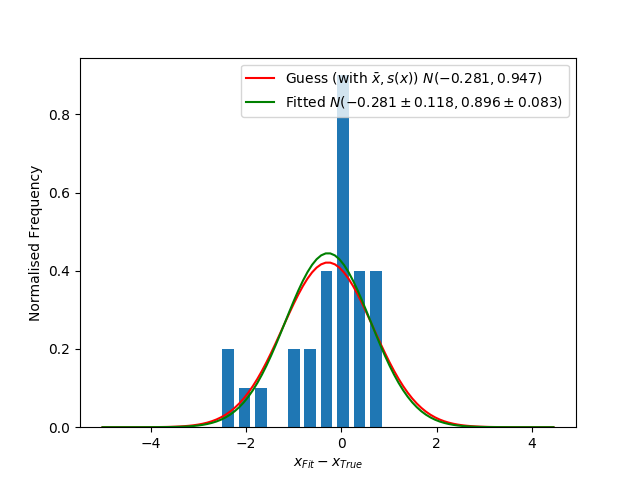 Guess (with x̄, s(x)) N(−0.281, 0.947)
Fitted N(−0.281 ± 0.118, 0.896 ± 0.083)
0.8
0.6
0.4
0.2
0.0
Normalised Frequency
−4 −2 0 2 4
x_Fit − x_True